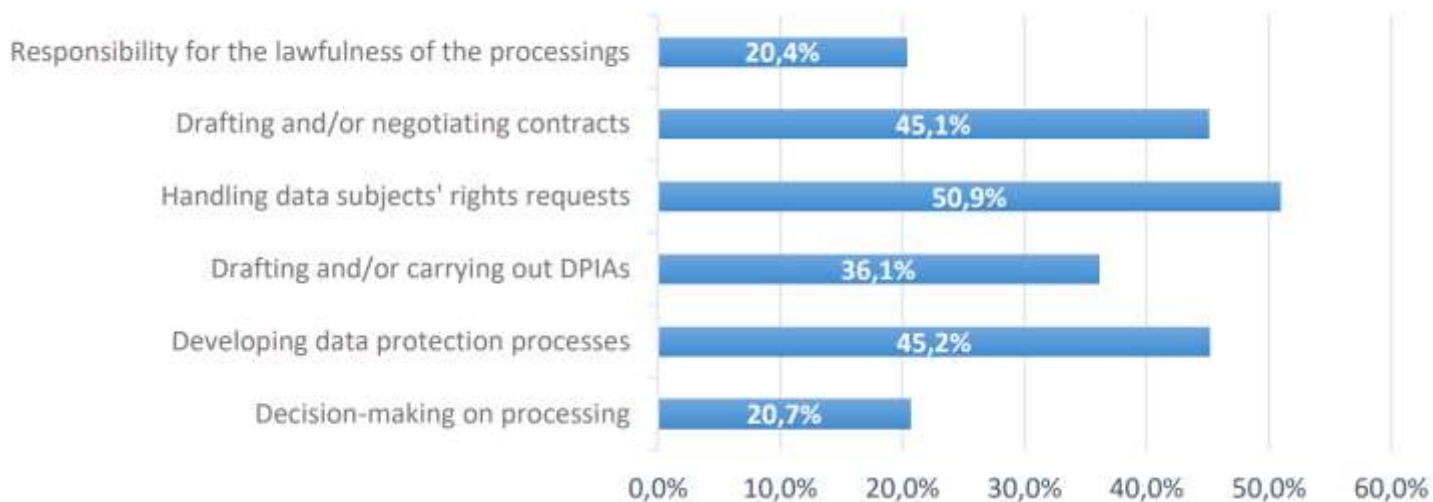 Responsibility for the lawfulness of the processings 20,4%
Drafting and/or negotiating contracts 45,1%
Handling data subjects' rights requests 50,9%
Drafting and/or carrying out DPIAs 36,1%
Developing data protection processes 45,2%
Decision-making on processing 20,7%
0,0% 10,0% 20,0% 30,0% 40,0% 50,0% 60,0%